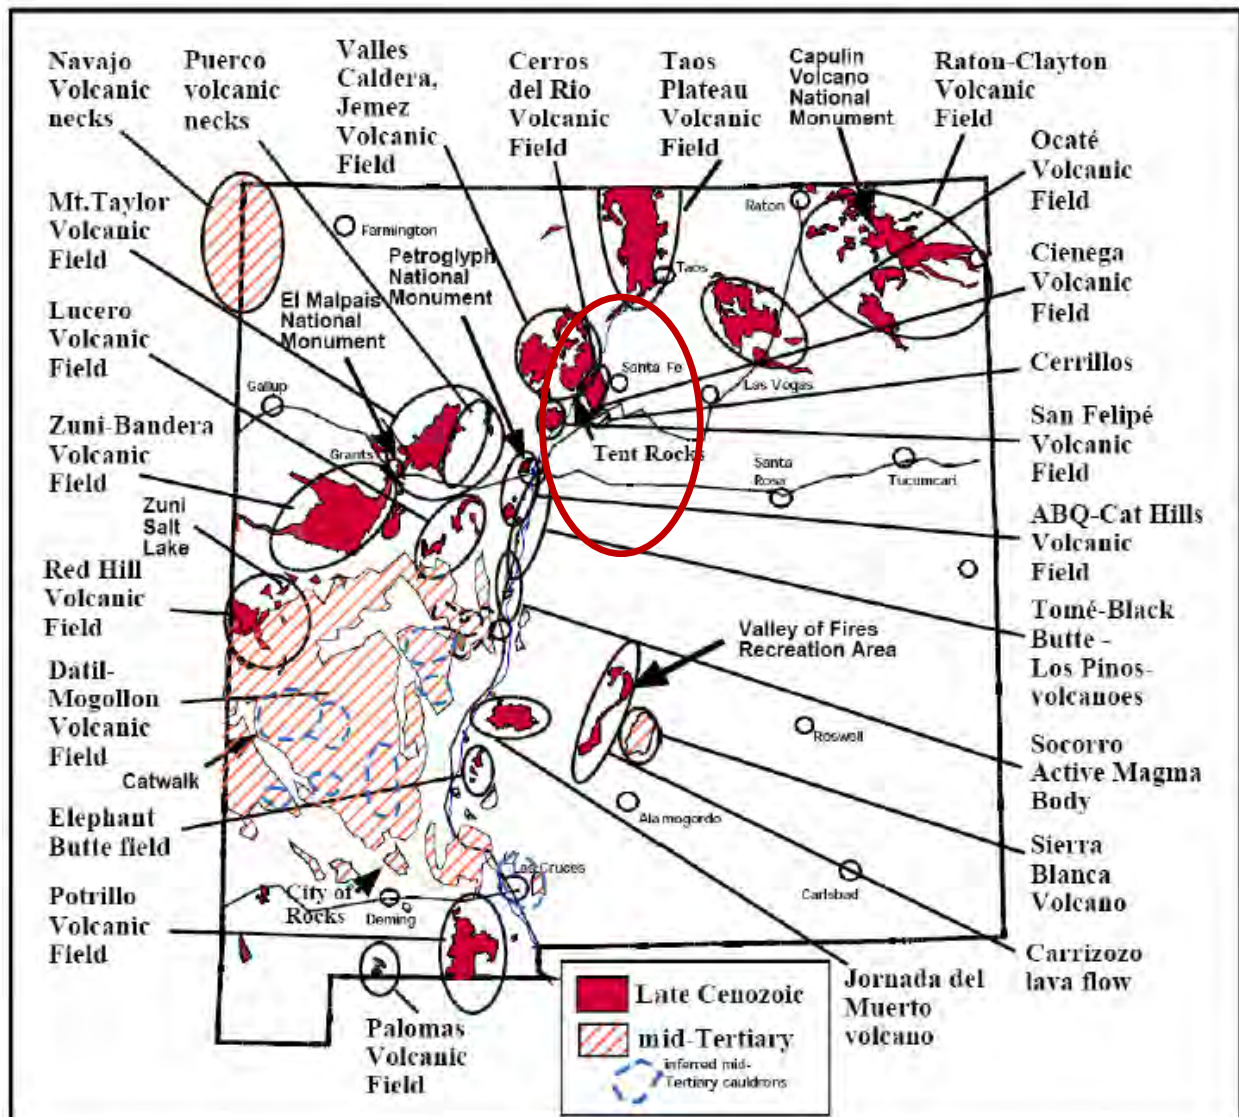 Navajo
Volcanic
necks
Puerco
volcanic
necks
Valles
Caldera,
Jemez
Volcanic
Field
Cerros
del Rio
Volcanic
Field
Taos
Plateau
Volcanic
Field
Capulin
Volcano
National
Monument
Raton-Clayton
Volcanic
Field
Ocaté
Volcanic
Field
Mt.Taylor
Volcanic
Field
Farmington
Petroglyph
National
Monument
Raton
Taos
Cienega
Volcanic
Field
El Malpais
National
Monument
Lucero
Volcanic
Field
Santa Fe
Las Vegas
Cerrillos
Gallup
Zuni-Bandera
Volcanic
Field
Grants
Tent Rocks
San Felipé
Volcanic
Field
Santa
Rosa
Tucumcari
Zuni
Salt
Lake
ABQ-Cat Hills
Volcanic
Field
Red Hill
Volcanic
Field
Tomé-Black
Butte -
Los Pinos-
volcanoes
Valley of Fires
Recreation Area
Datil-
Mogollon
Volcanic
Field
Catwalk
Roswell
Socorro
Active Magma
Body
Elephant
Butte field
Alamogordo
Sierra
Blanca
Volcano
Las Cruces
Carlsbad
City of
Rocks
Deming
Potrillo
Volcanic
Field
Carrizozo
lava flow
Jornada del
Muerto
volcano
Palomas
Volcanic
Field
Late Cenozoic
mid-Tertiary
inferred mid-
Tertiary cauldrons